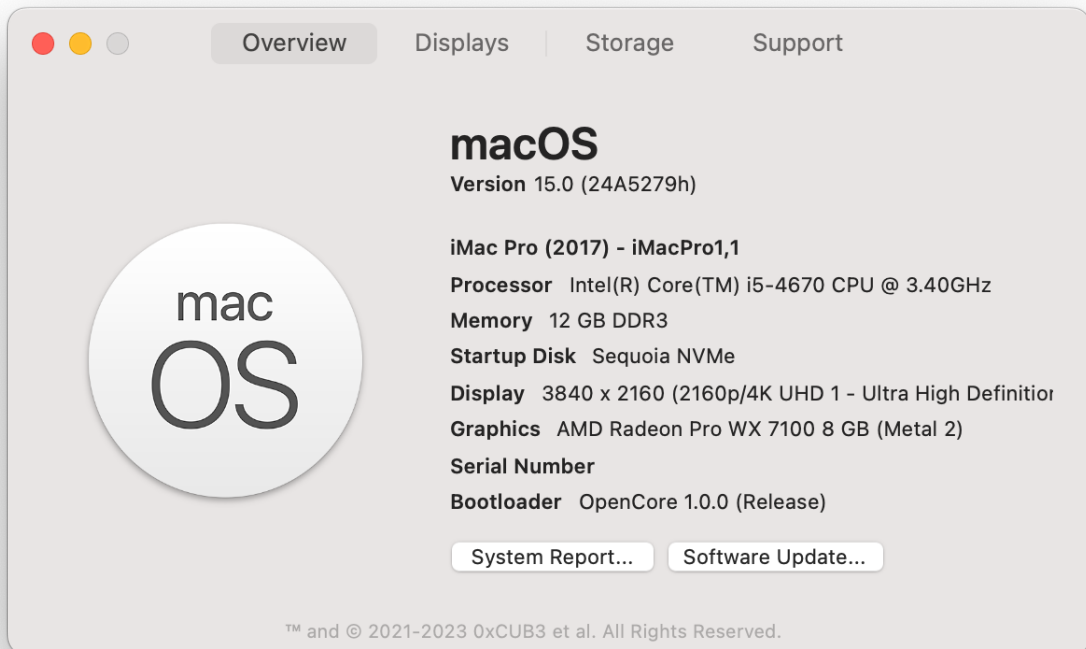 Overview Displays Storage Support
macOS
Version 15.0 (24A5279h)
iMac Pro (2017) - iMacPro1,1
Processor Intel(R) Core(TM) i5-4670 CPU @ 3.40GHz
Memory 12 GB DDR3
Startup Disk Sequoia NVMe
Display 3840 x 2160 (2160p/4K UHD 1 - Ultra High Definition
Graphics AMD Radeon Pro WX 7100 8 GB (Metal 2)
Serial Number
Bootloader OpenCore 1.0.0 (Release)
mac
OS
System Report... Software Update...
™ and © 2021-2023 0xCUB3 et al. All Rights Reserved.